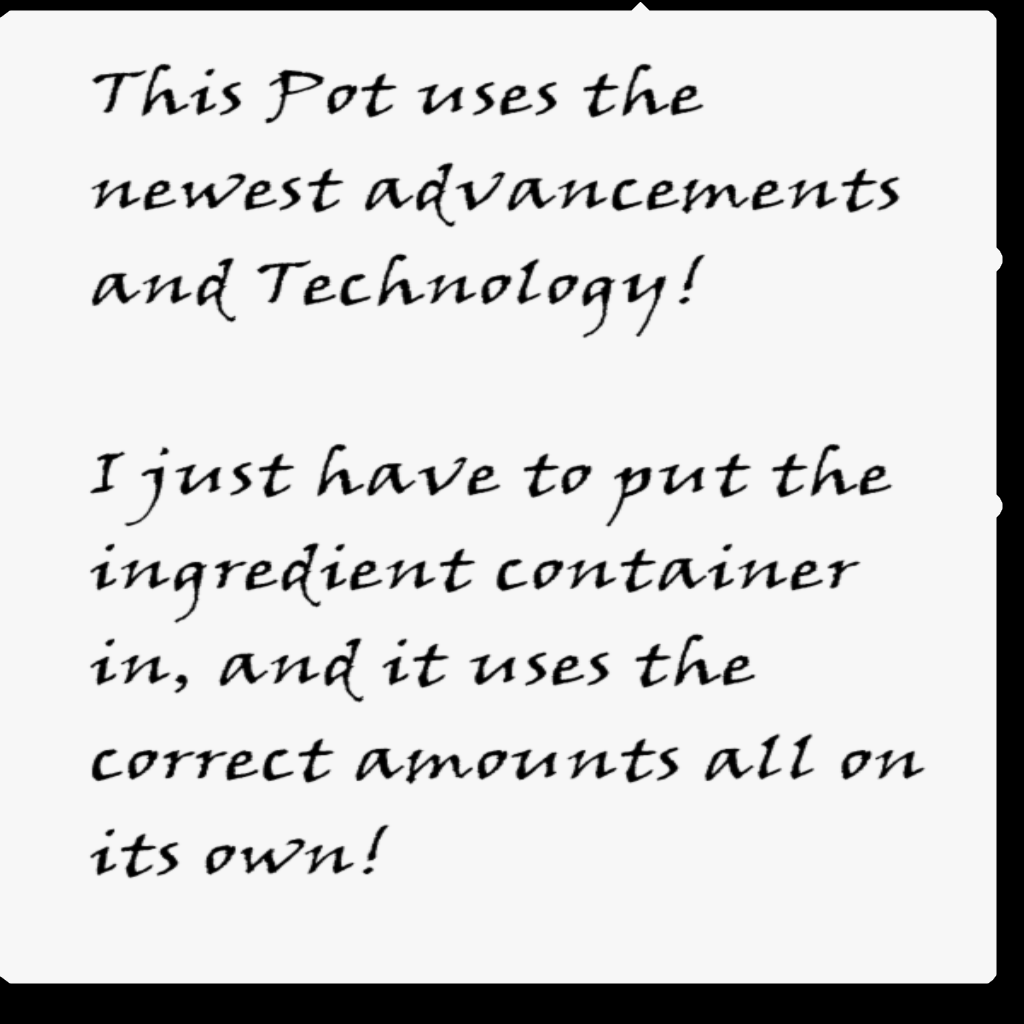 This Pot uses the
newest advancements
and Technology!
I just have to put the
ingredient container
in, and it uses the
correct amounts all on
its own!